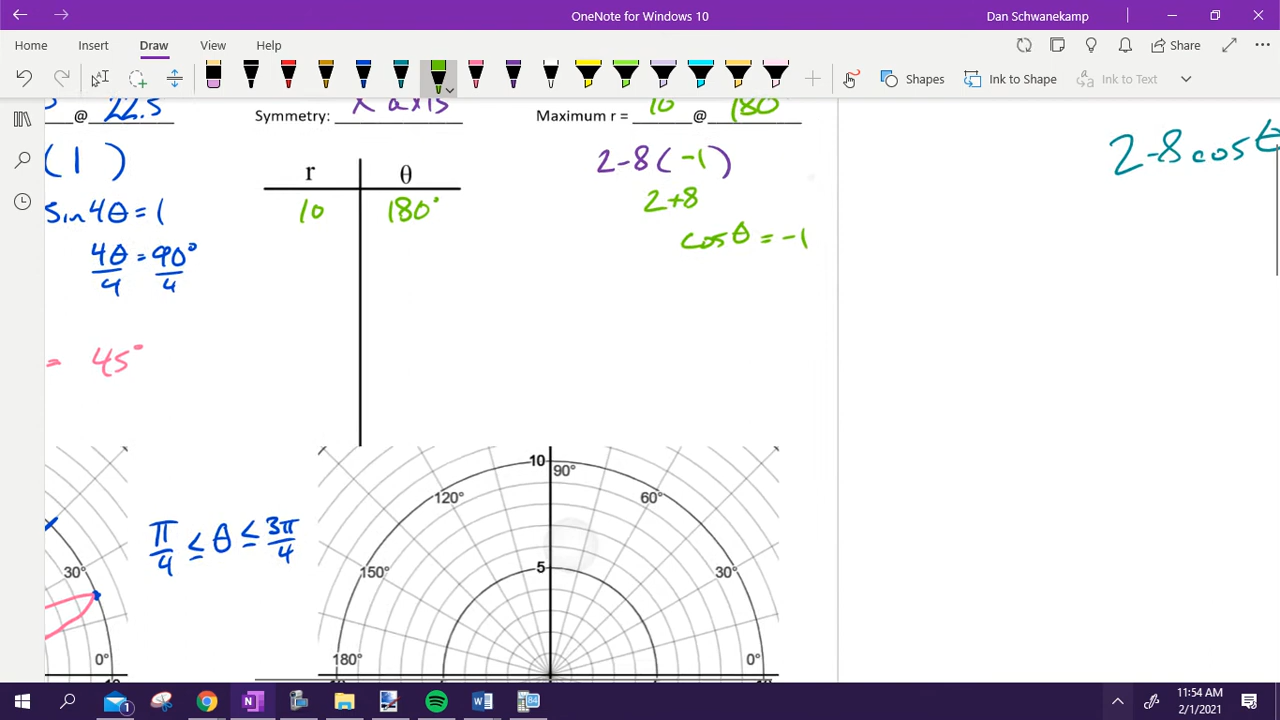 OneNote for Windows 10
Dan Schwanekamp
Home Insert Draw View Help
Share
Shapes Ink to Shape Ink to Text
@ 22.5
Symmetry: x axis
Maximum r = 10 @ 180
2-8cosθ
(1)
r θ
2-8(-1)
sin4θ=1
10 180°
2+8
cosθ = -1
4θ/4 = 90°/4
= 45°
10
90°
120°
60°
π/4 ≤ θ ≤ 3π/4
30°
150°
5
30°
0°
180°
0°
11:54 AM
2/1/2021